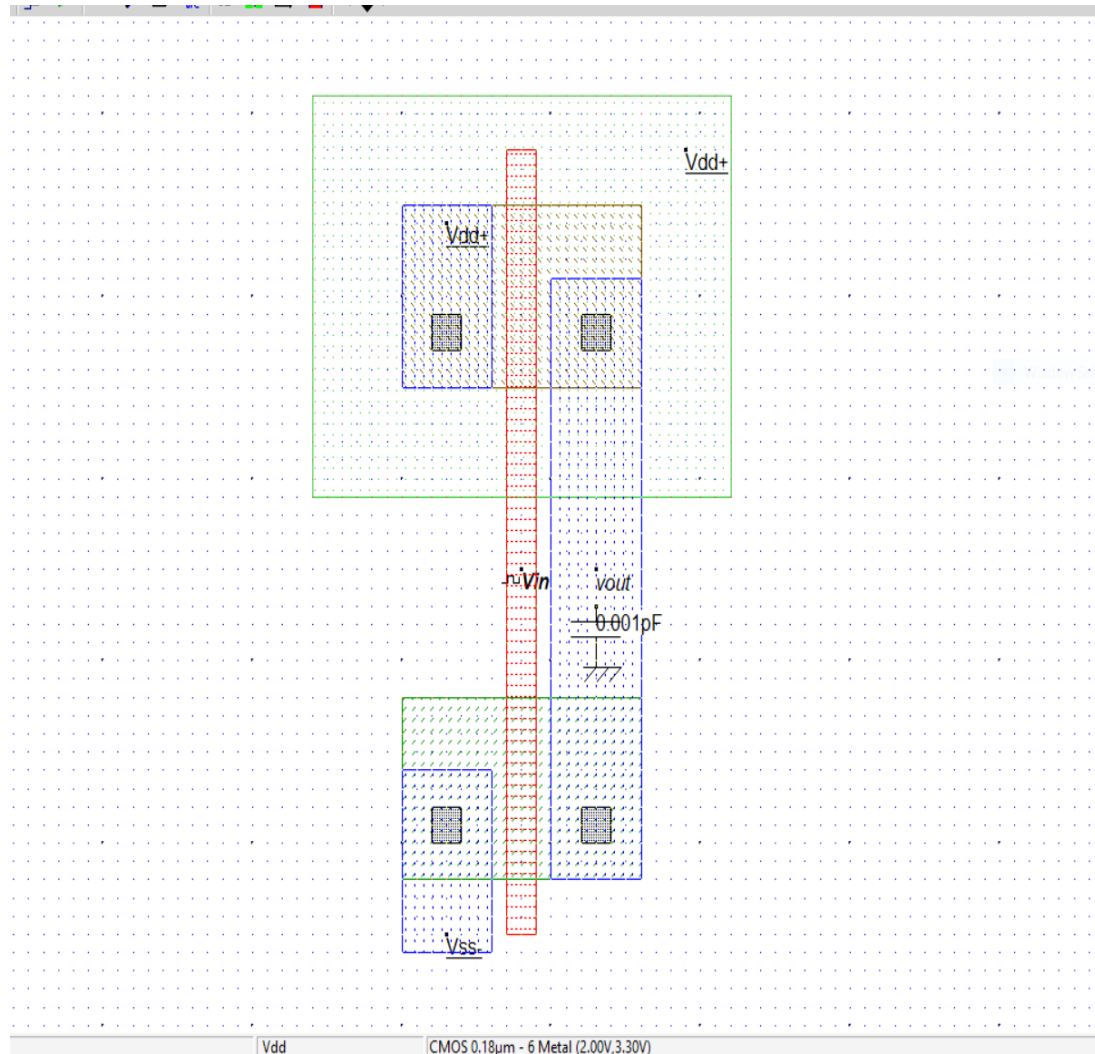 Vdd+
Vdd+
Vin
vout
0.001pF
Vss-
Vdd
CMOS 0.18µm - 6 Metal (2.00V,3.30V)